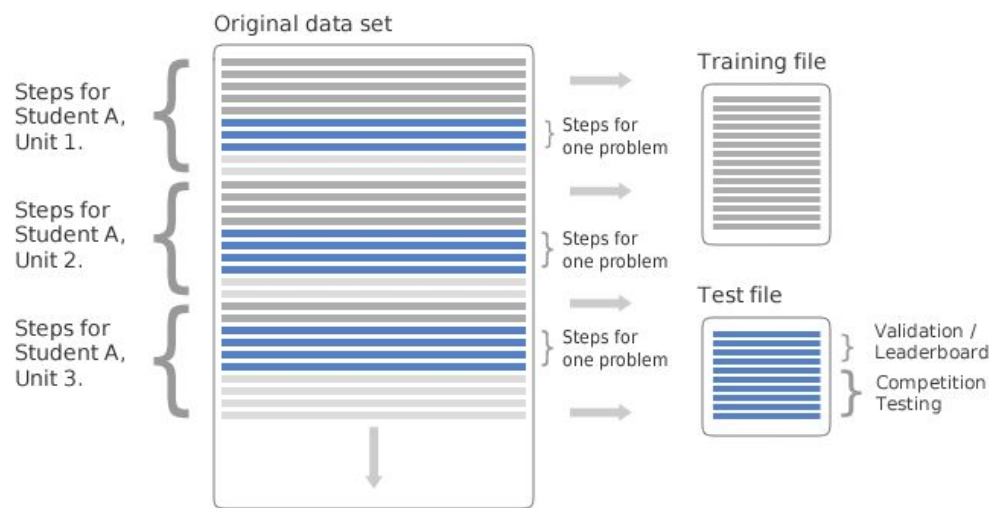 Original data set
Steps for
Student A,
Unit 1.
Steps for
one problem
Steps for
Student A,
Unit 2.
Steps for
one problem
Steps for
Student A,
Unit 3.
Steps for
one problem
Training file
Test file
Validation /
Leaderboard
Competition
Testing